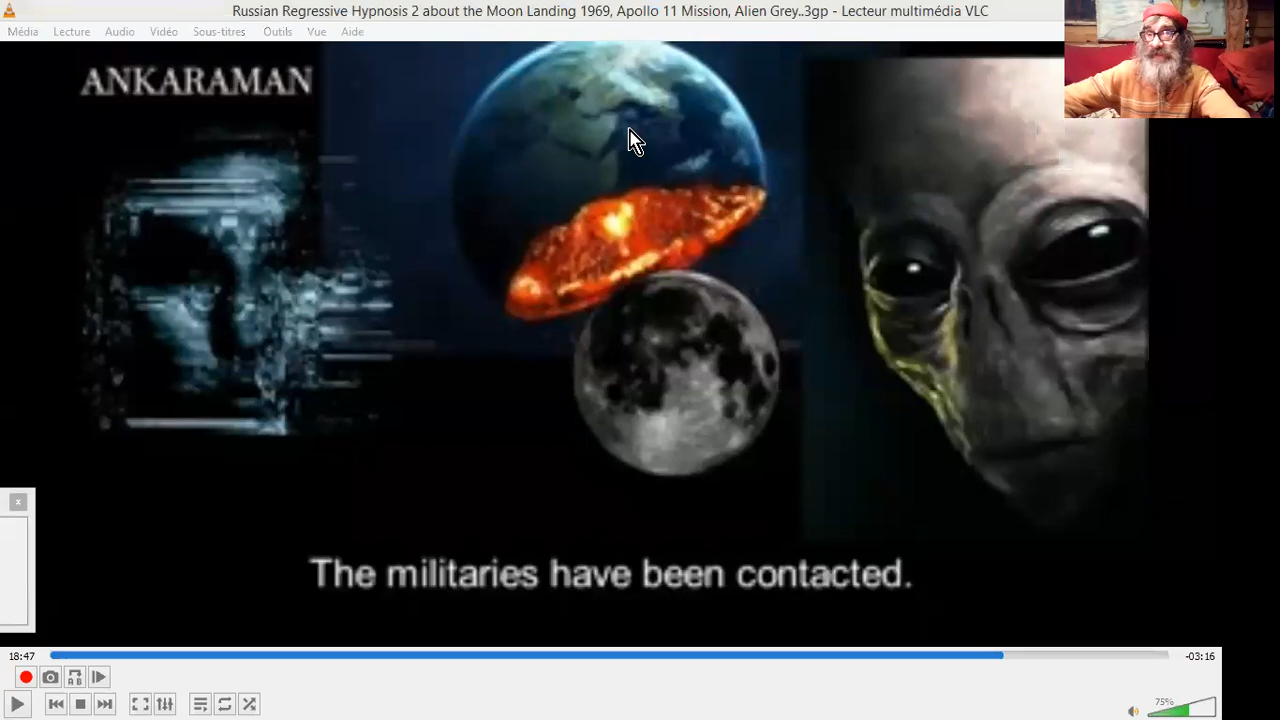 Russian Regressive Hypnosis 2 about the Moon Landing 1969, Apollo 11 Mission, Alien Grey..3gp - Lecteur multimédia VLC
Média Lecture Audio Vidéo Sous-titres Outils Vue Aide
ANKARAMAN
The militaries have been contacted.
18:47 -03:16
A B
75%